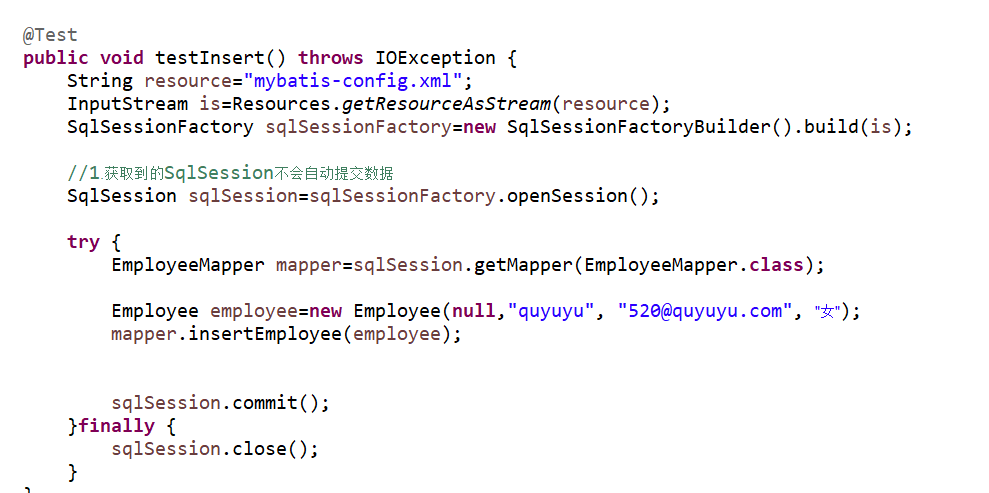 @Test
public void testInsert() throws IOException {
String resource="mybatis-config.xml";
InputStream is=Resources.getResourceAsStream(resource);
SqlSessionFactory sqlSessionFactory=new SqlSessionFactoryBuilder().build(is);
//1.获取到的SqlSession不会自动提交数据
SqlSession sqlSession=sqlSessionFactory.openSession();
try {
EmployeeMapper mapper=sqlSession.getMapper(EmployeeMapper.class);
Employee employee=new Employee(null,"quyuyu", "520@quyuyu.com", "女");
mapper.insertEmployee(employee);
sqlSession.commit();
}finally {
sqlSession.close();
}
}